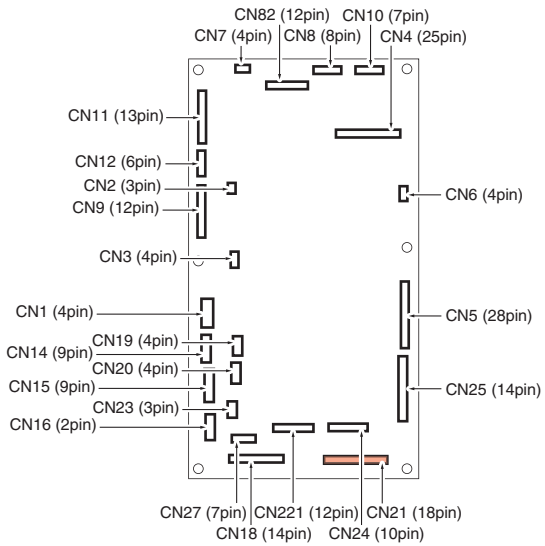 CN82 (12pin) CN10 (7pin)
CN7 (4pin) CN8 (8pin) CN4 (25pin)
CN11 (13pin)
CN12 (6pin)
CN2 (3pin)
CN6 (4pin)
CN9 (12pin)
CN3 (4pin)
CN1 (4pin)
CN5 (28pin)
CN19 (4pin)
CN14 (9pin)
CN20 (4pin)
CN15 (9pin)
CN25 (14pin)
CN23 (3pin)
CN16 (2pin)
CN27 (7pin) CN221 (12pin) CN21 (18pin)
CN18 (14pin) CN24 (10pin)